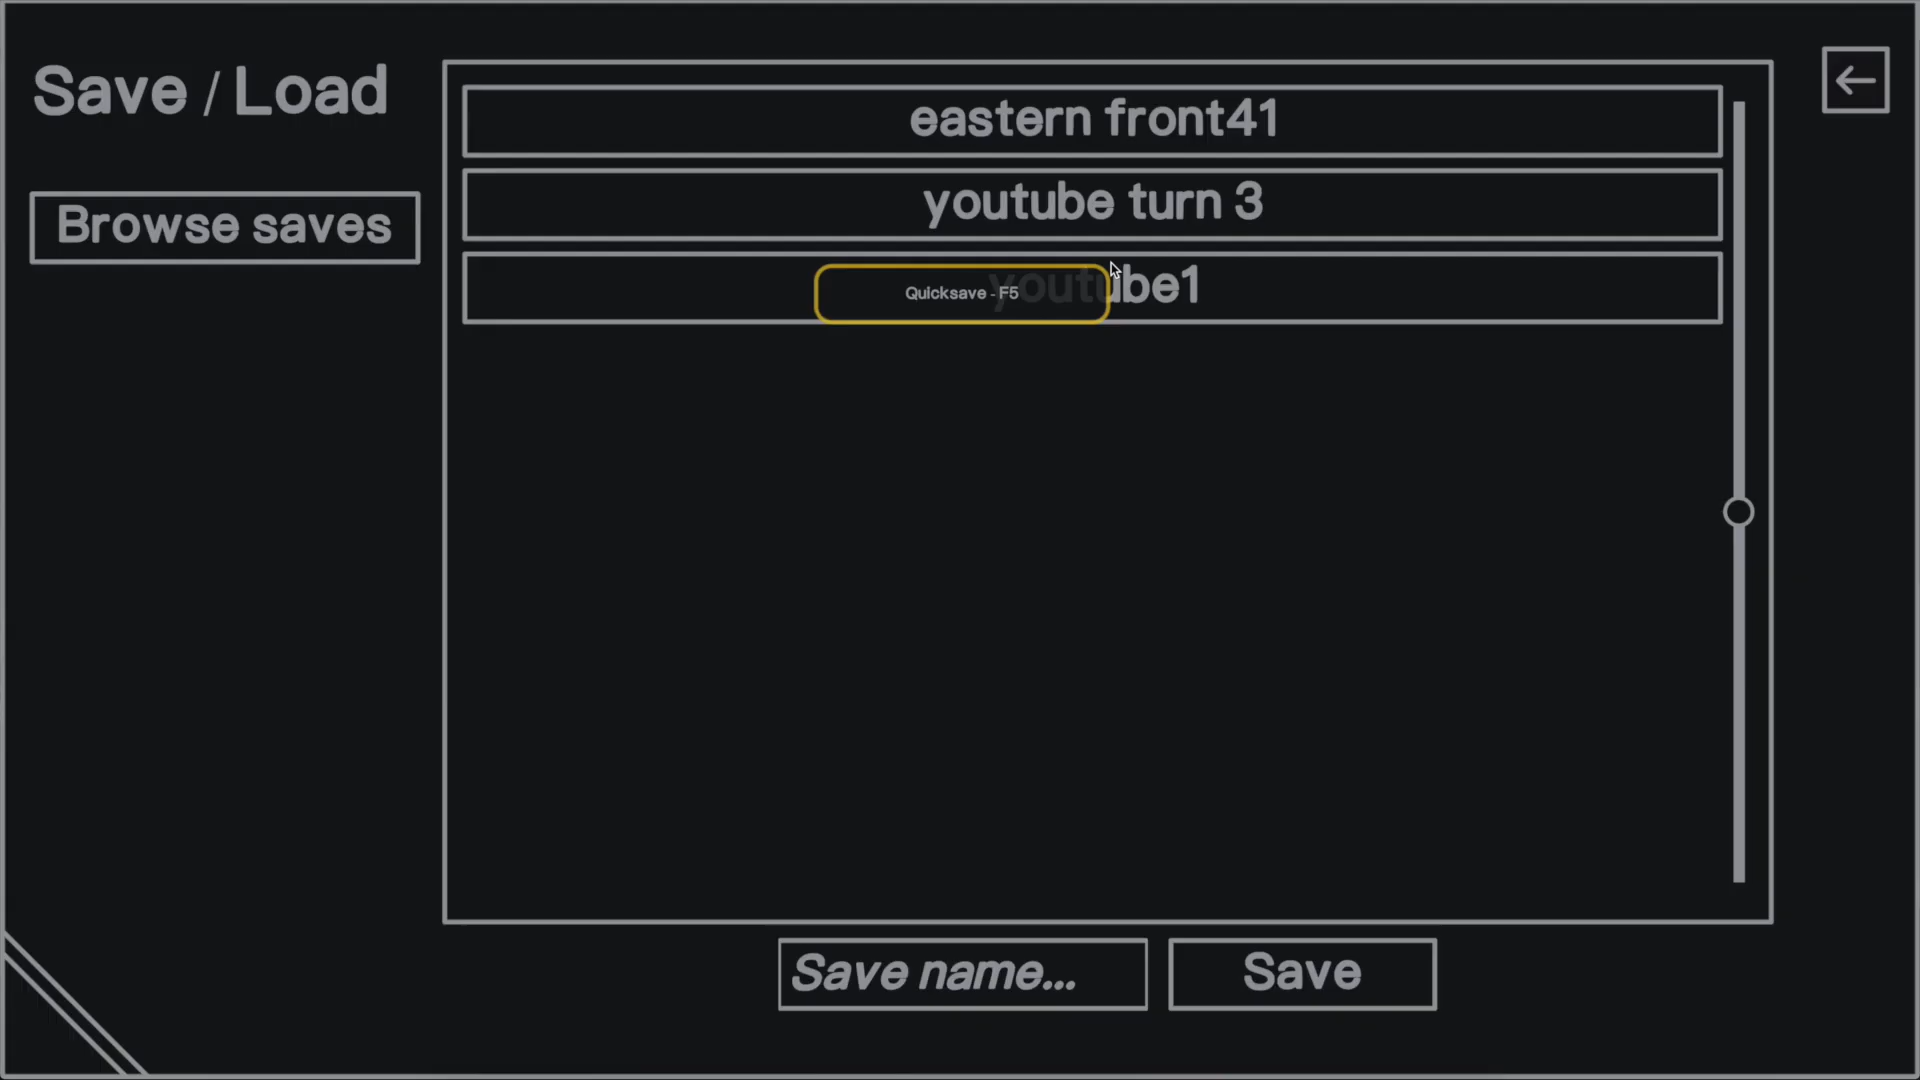 Save / Load
Browse saves
eastern front41
youtube turn 3
youtube1
Quicksave - F5
Save name...
Save